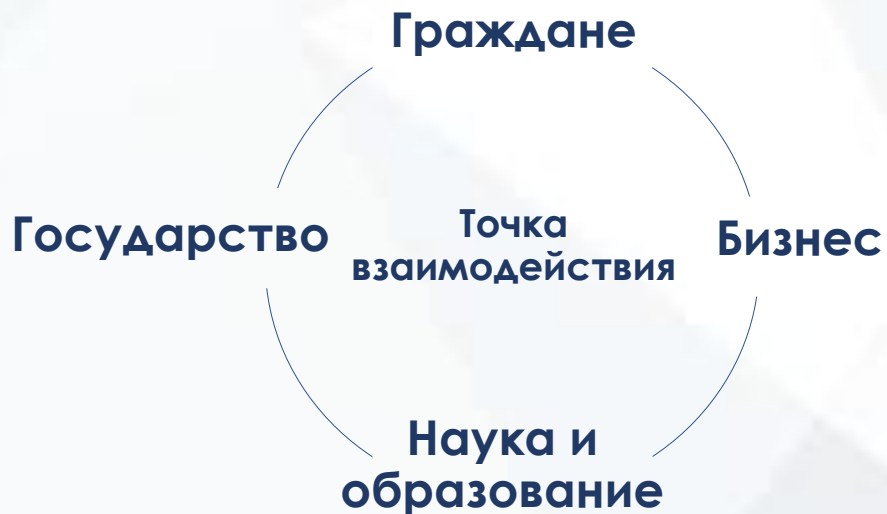 Граждане
Государство
Точка
взаимодействия
Бизнес
Наука и
образование